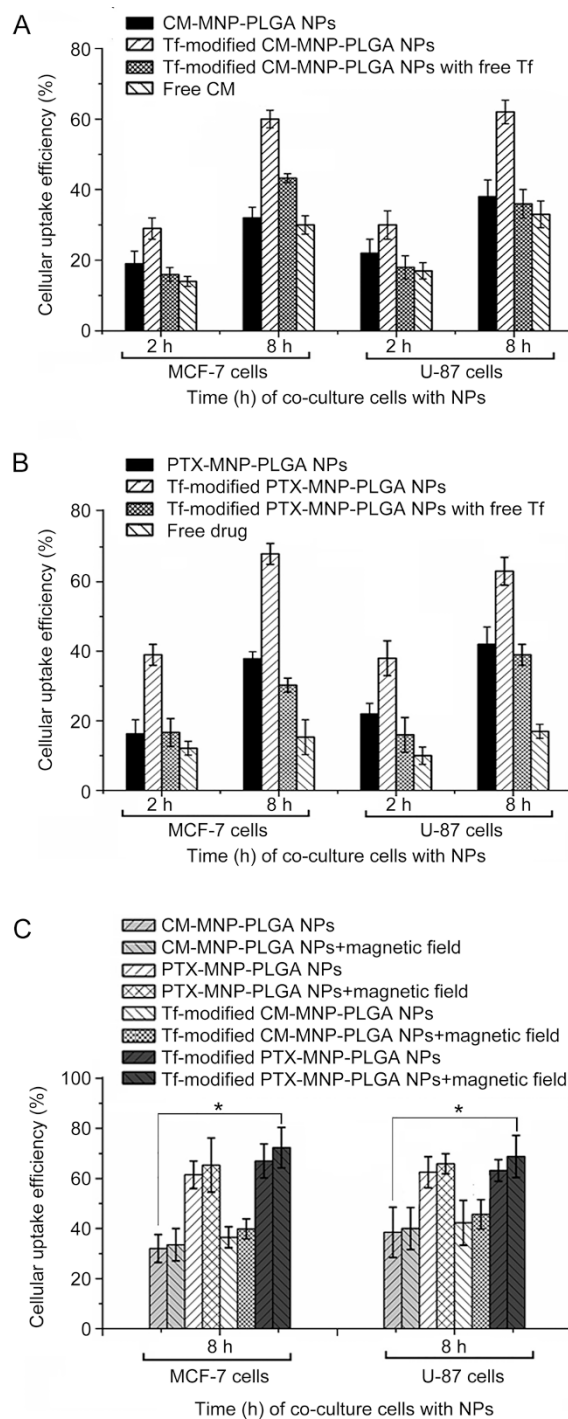 A
CM-MNP-PLGA NPs
Tf-modified CM-MNP-PLGA NPs
Tf-modified CM-MNP-PLGA NPs with free Tf
Free CM
Cellular uptake efficiency (%)
80
60
40
20
0
2 h 8 h 2 h 8 h
MCF-7 cells U-87 cells
Time (h) of co-culture cells with NPs
B
PTX-MNP-PLGA NPs
Tf-modified PTX-MNP-PLGA NPs
Tf-modified PTX-MNP-PLGA NPs with free Tf
Free drug
Cellular uptake efficiency (%)
80
60
40
20
0
2 h 8 h 2 h 8 h
MCF-7 cells U-87 cells
Time (h) of co-culture cells with NPs
C
CM-MNP-PLGA NPs
CM-MNP-PLGA NPs+magnetic field
PTX-MNP-PLGA NPs
PTX-MNP-PLGA NPs+magnetic field
Tf-modified CM-MNP-PLGA NPs
Tf-modified CM-MNP-PLGA NPs+magnetic field
Tf-modified PTX-MNP-PLGA NPs
Tf-modified PTX-MNP-PLGA NPs+magnetic field
Cellular uptake efficiency (%)
100
80
60
40
20
0
* *
8 h 8 h
MCF-7 cells U-87 cells
Time (h) of co-culture cells with NPs